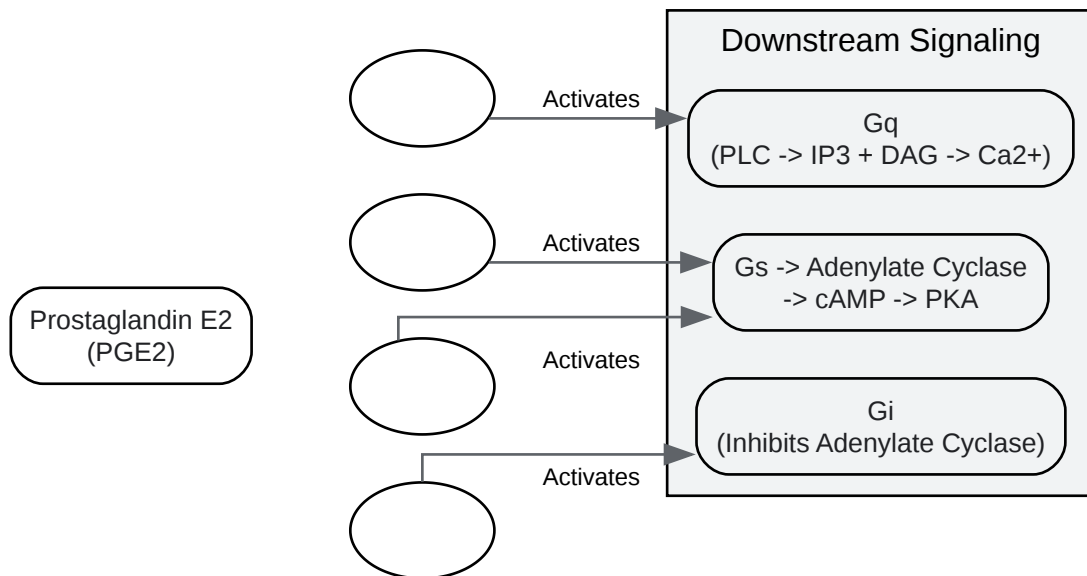 Downstream Signaling
Activates
Gq
(PLC -> IP3 + DAG -> Ca2+)
Activates
Gs -> Adenylate Cyclase
-> cAMP -> PKA
Prostaglandin E2
(PGE2)
Activates
Gi
(Inhibits Adenylate Cyclase)
Activates